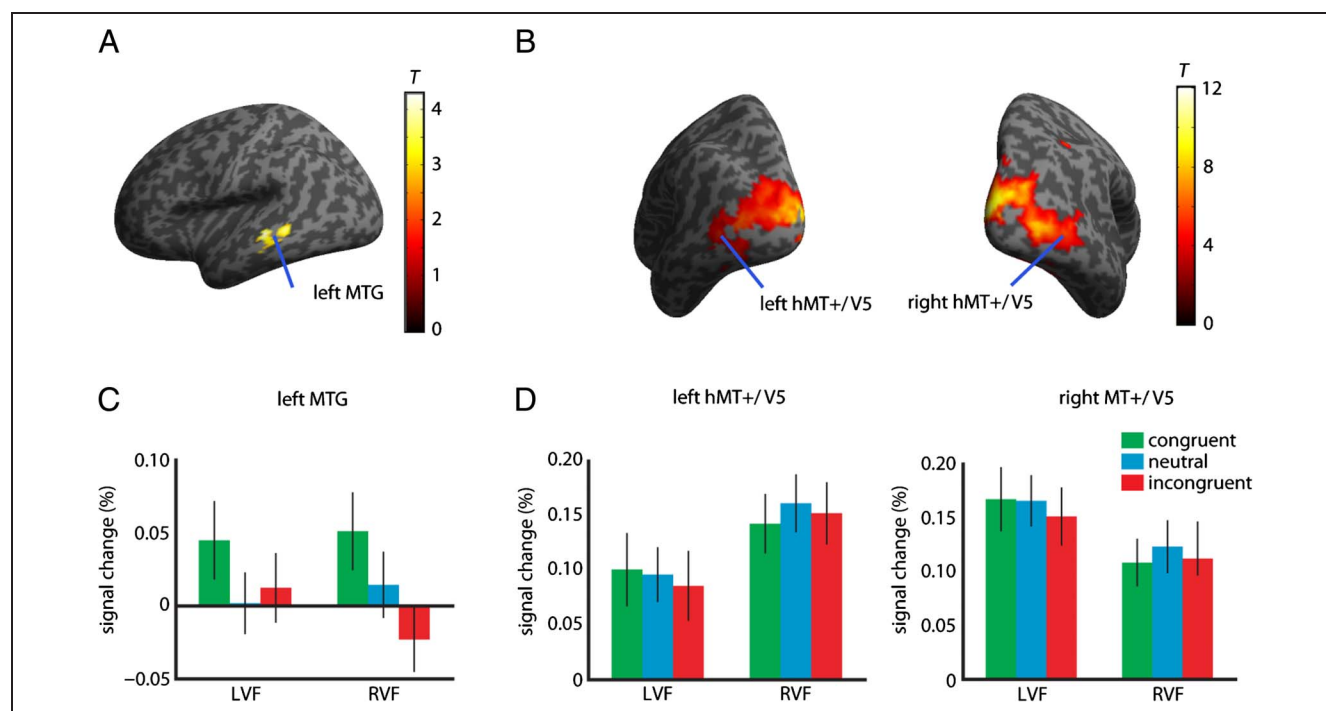 A
B
T
4
3
2
1
0
left MTG
T
12
8
4
0
left hMT+/V5
right hMT+/V5
C
left MTG
signal change (%)
0.10
0.05
0
−0.05
LVF
RVF
D
left hMT+/V5
signal change (%)
0.20
0.15
0.10
0.05
0
LVF
RVF
right MT+/V5
congruent
neutral
incongruent
signal change (%)
0.20
0.15
0.10
0.05
0
LVF
RVF